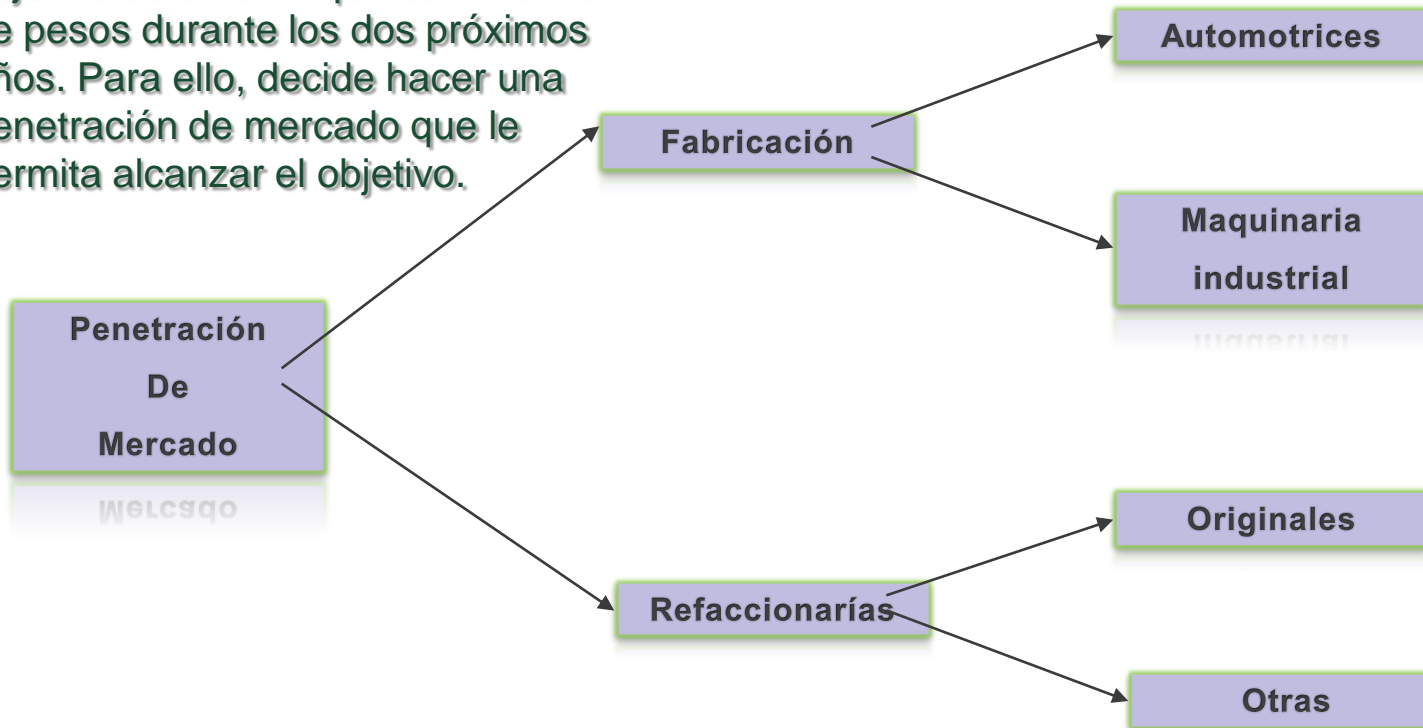 e pesos durante los dos próximos
ños. Para ello, decide hacer una
enetración de mercado que le
ermita alcanzar el objetivo.
Automotrices
Fabricación
Maquinaria
industrial
Penetración
De
Mercado
Originales
Refaccionarías
Otras